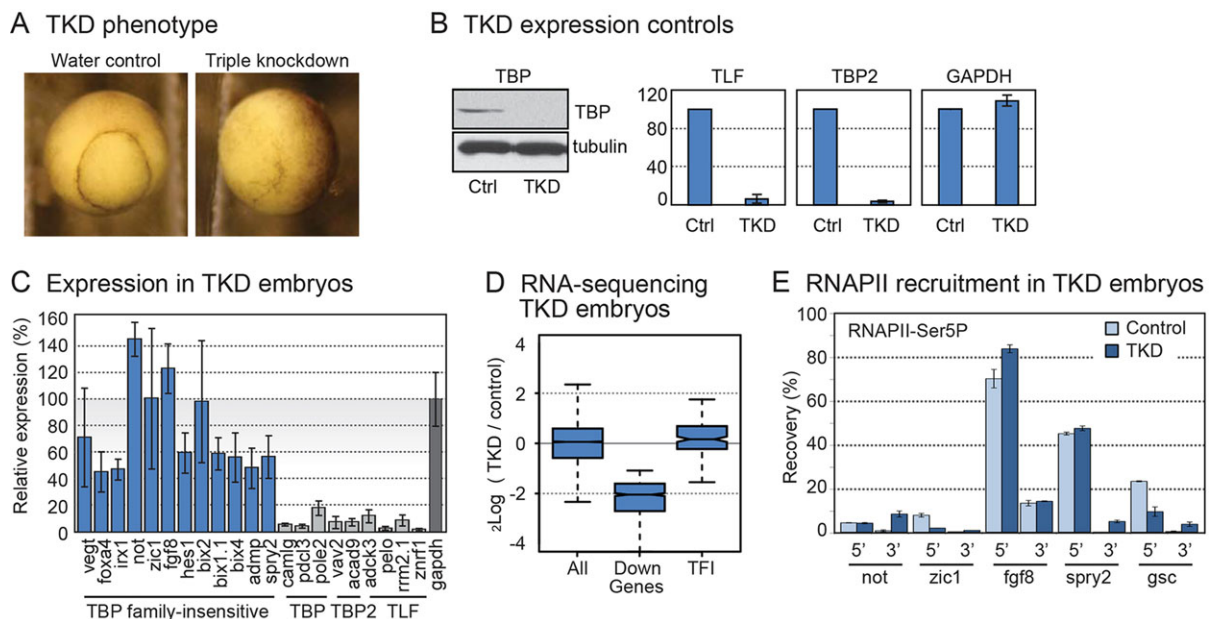 A TKD phenotype
Water control Triple knockdown
B TKD expression controls
TBP TLF TBP2 GAPDH
TBP
tubulin
Ctrl TKD
120
80
40
0
Ctrl TKD Ctrl TKD Ctrl TKD
C Expression in TKD embryos
Relative expression (%)
160
140
120
100
80
60
40
20
0
vegt foxa4 irx1 not zic1 fgf8 hes1 bix2 bix1.1 bix4 admp spry2 camlg pdcl3 pole2 vav2 acad9 adck3 pelo rrm2.1 znrf1 gapdh
TBP family-insensitive TBP TBP2 TLF
D RNA-sequencing
TKD embryos
2Log ( TKD / control)
4
2
0
-2
-4
All Down TFI
Genes
E RNAPII recruitment in TKD embryos
RNAPII-Ser5P
Control
TKD
Recovery (%)
100
80
60
40
20
0
5’ 3’ 5’ 3’ 5’ 3’ 5’ 3’ 5’ 3’
not zic1 fgf8 spry2 gsc